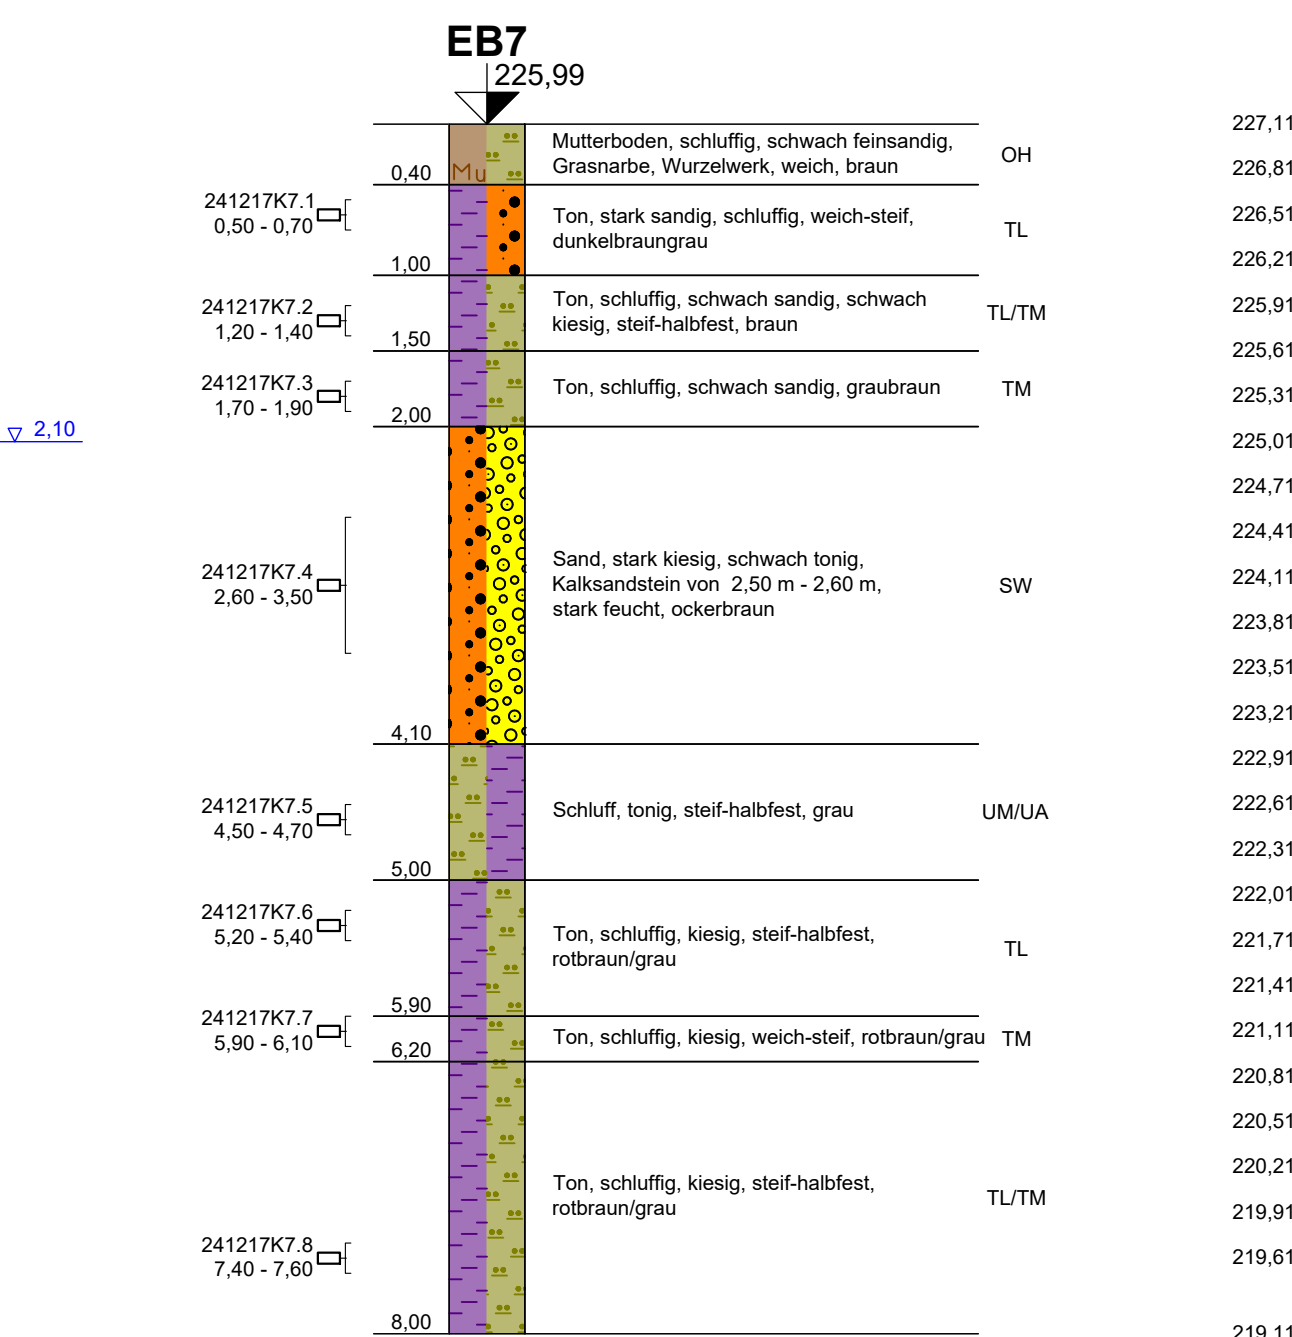 EB7
225,99
Mutterboden, schluffig, schwach feinsandig,
Grasnarbe, Wurzelwerk, weich, braun
OH
0,40
Mu
241217K7.1
0,50 - 0,70
Ton, stark sandig, schluffig, weich-steif,
dunkelbraungrau
TL
1,00
241217K7.2
1,20 - 1,40
Ton, schluffig, schwach sandig, schwach
kiesig, steif-halbfest, braun
TL/TM
1,50
241217K7.3
1,70 - 1,90
Ton, schluffig, schwach sandig, graubraun
TM
2,00
2,10
241217K7.4
2,60 - 3,50
Sand, stark kiesig, schwach tonig,
Kalksandstein von 2,50 m - 2,60 m,
stark feucht, ockerbraun
SW
4,10
241217K7.5
4,50 - 4,70
Schluff, tonig, steif-halbfest, grau
UM/UA
5,00
241217K7.6
5,20 - 5,40
Ton, schluffig, kiesig, steif-halbfest,
rotbraun/grau
TL
5,90
241217K7.7
5,90 - 6,10
Ton, schluffig, kiesig, weich-steif, rotbraun/grau
TM
6,20
Ton, schluffig, kiesig, steif-halbfest,
rotbraun/grau
TL/TM
241217K7.8
7,40 - 7,60
8,00
227,11
226,81
226,51
226,21
225,91
225,61
225,31
225,01
224,71
224,41
224,11
223,81
223,51
223,21
222,91
222,61
222,31
222,01
221,71
221,41
221,11
220,81
220,51
220,21
219,91
219,61
219,11